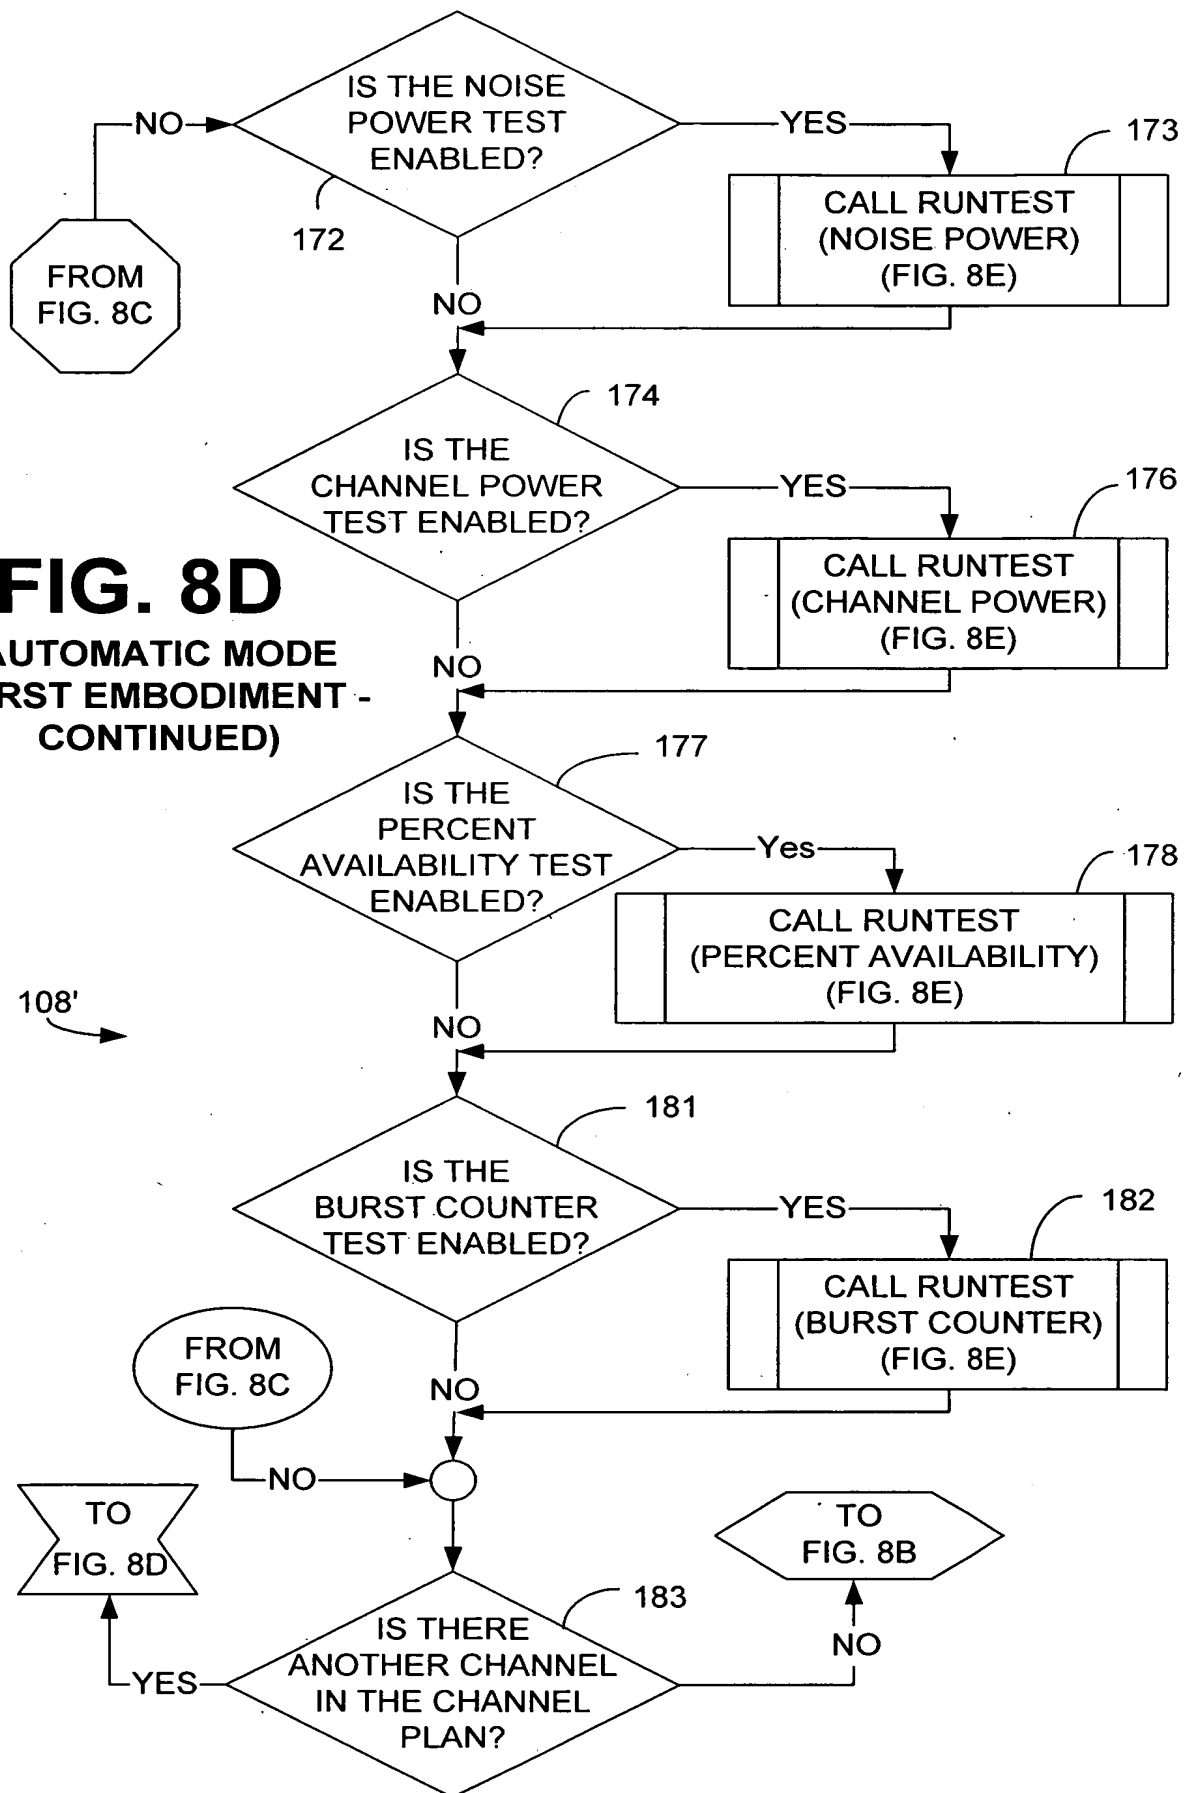 IS THE NOISE
POWER TEST
ENABLED?
NO
YES
173
172
CALL RUNTEST
(NOISE POWER)
(FIG. 8E)
FROM
FIG. 8C
NO
174
IS THE
CHANNEL POWER
TEST ENABLED?
YES
176
CALL RUNTEST
(CHANNEL POWER)
(FIG. 8E)
FIG. 8D
AUTOMATIC MODE
RST EMBODIMENT -
CONTINUED)
NO
177
IS THE
PERCENT
AVAILABILITY TEST
ENABLED?
Yes
178
CALL RUNTEST
(PERCENT AVAILABILITY)
(FIG. 8E)
108'
NO
181
IS THE
BURST COUNTER
TEST ENABLED?
YES
182
CALL RUNTEST
(BURST COUNTER)
(FIG. 8E)
FROM
FIG. 8C
NO
NO
TO
FIG. 8D
TO
FIG. 8B
183
IS THERE
ANOTHER CHANNEL
IN THE CHANNEL
PLAN?
YES
NO